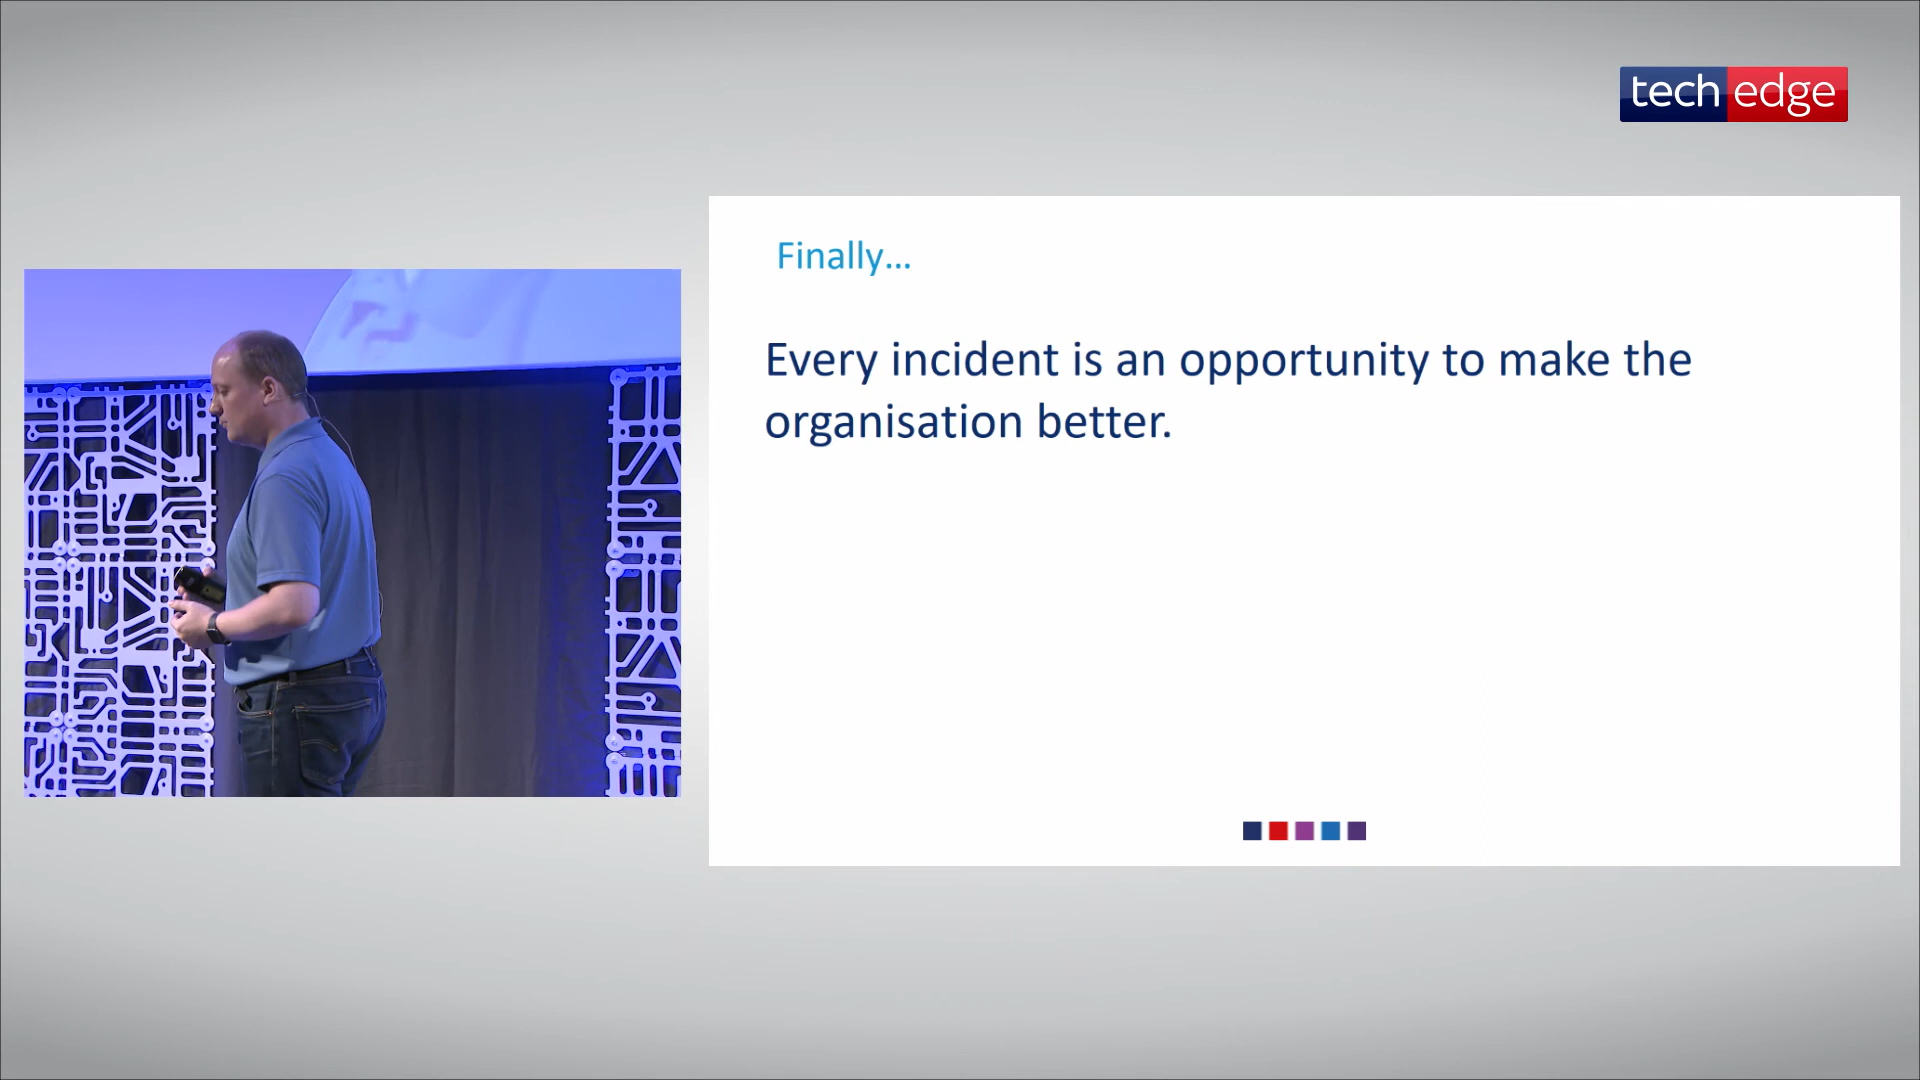 tech edge
Finally...
Every incident is an opportunity to make the
organisation better.